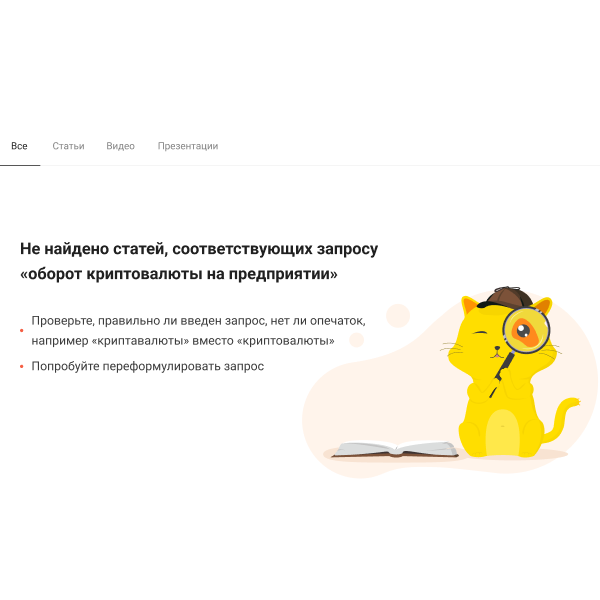 Все Статьи Видео Презентации
Не найдено статей, соответствующих запросу
«оборот криптовалюты на предприятии»
Проверьте, правильно ли введен запрос, нет ли опечаток,
например «криптавалюты» вместо «криптовалюты»
Попробуйте переформулировать запрос